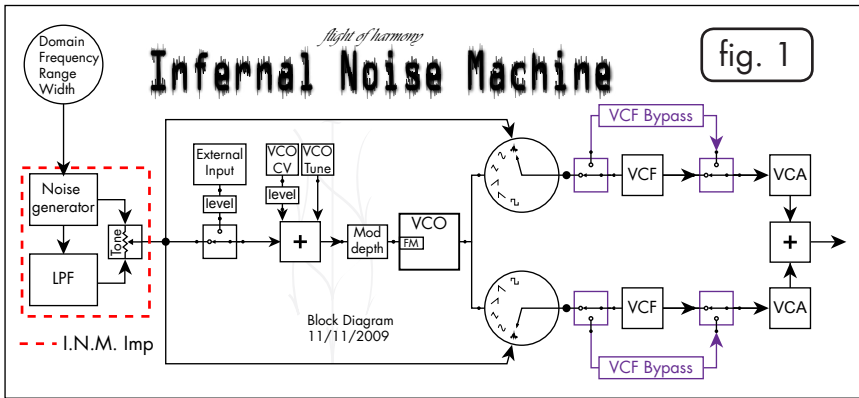 flight of harmony
Infernal Noise Machine
fig. 1
Domain
Frequency
Range
Width
Noise
generator
LPF
Tone
I.N.M. Imp
External
Input
level
VCO
CV
level
VCO
Tune
+
Mod
depth
VCO
FM
Block Diagram
11/11/2009
VCF Bypass
VCF
VCA
+
VCF
VCA
VCF Bypass